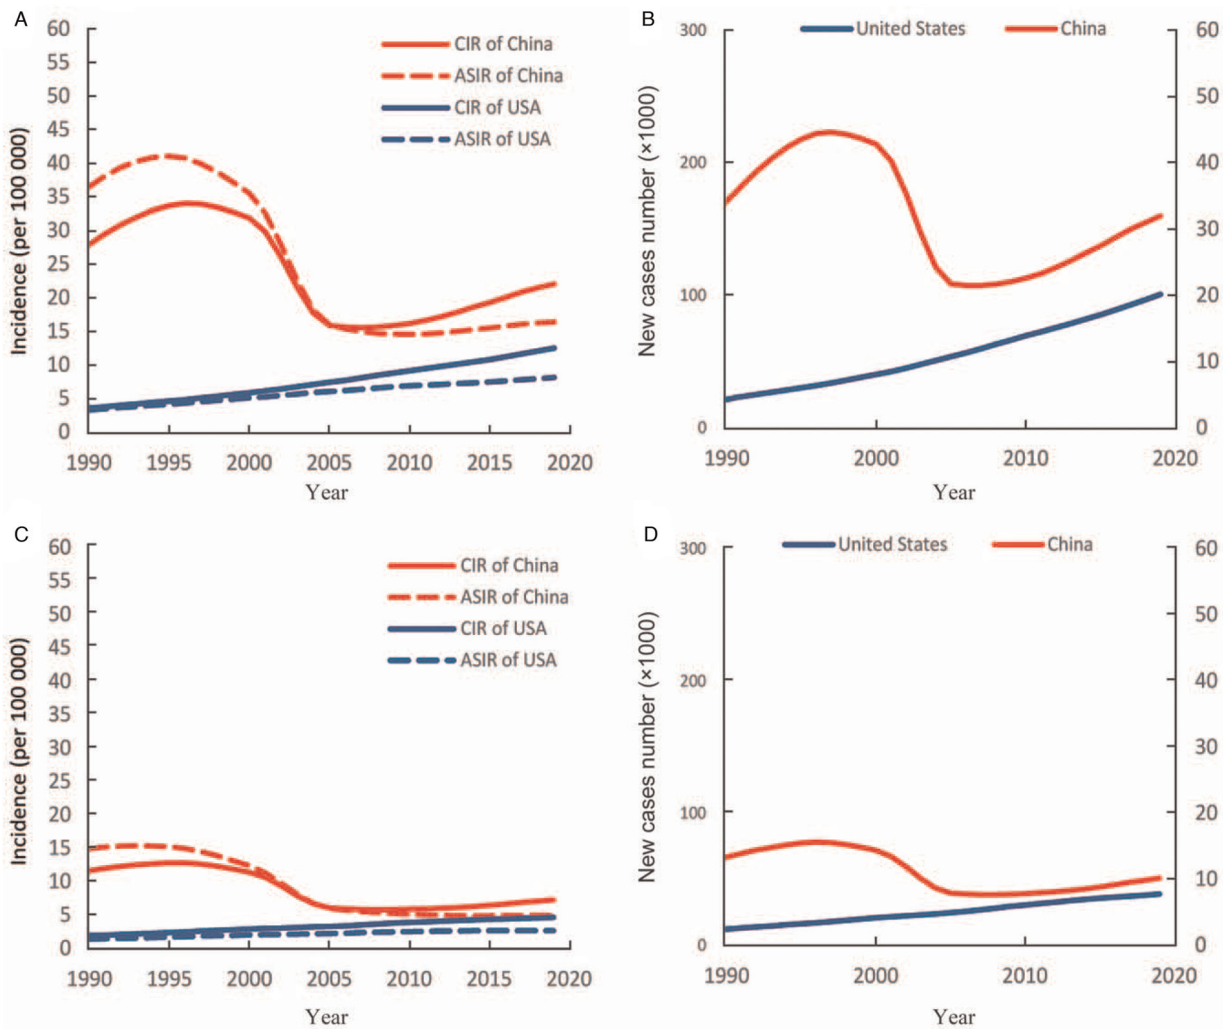 A
60
55
50
45
40
35
30
25
20
15
10
5
0
Incidence (per 100 000)
CIR of China
ASIR of China
CIR of USA
ASIR of USA
1990 1995 2000 2005 2010 2015 2020
Year
B
United States China
300
200
100
0
New cases number (×1000)
60
50
40
30
20
10
0
1990 2000 2010 2020
Year
C
60
55
50
45
40
35
30
25
20
15
10
5
0
Incidence (per 100 000)
CIR of China
ASIR of China
CIR of USA
ASIR of USA
1990 1995 2000 2005 2010 2015 2020
Year
D
United States China
300
200
100
0
New cases number (×1000)
60
50
40
30
20
10
0
1990 2000 2010 2020
Year